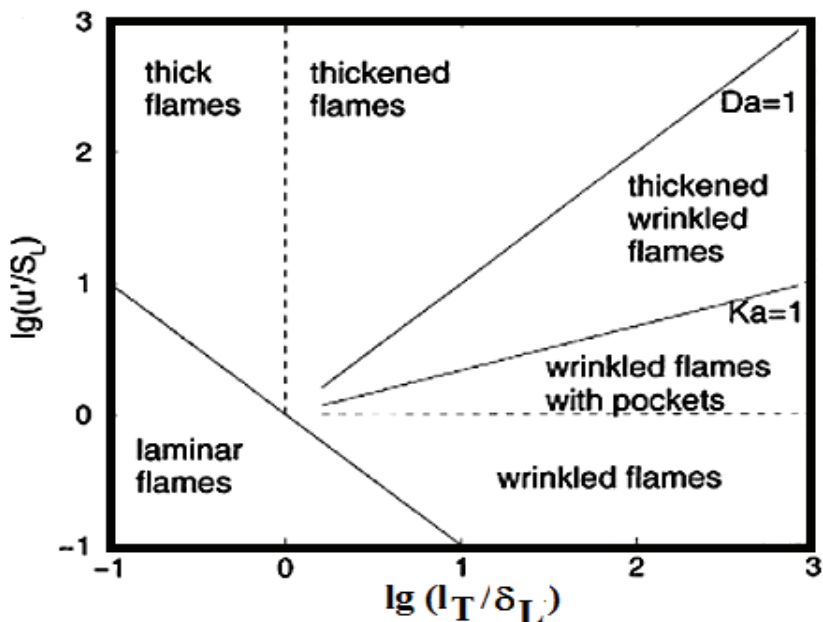 3
thick
flames
thickened
flames
Da=1
2
thickened
wrinkled
flames
lg(u'/S_L)
1
Ka=1
wrinkled flames
with pockets
0
laminar
flames
wrinkled flames
-1
-1 0 1 2 3
lg (l_T/δ_L)